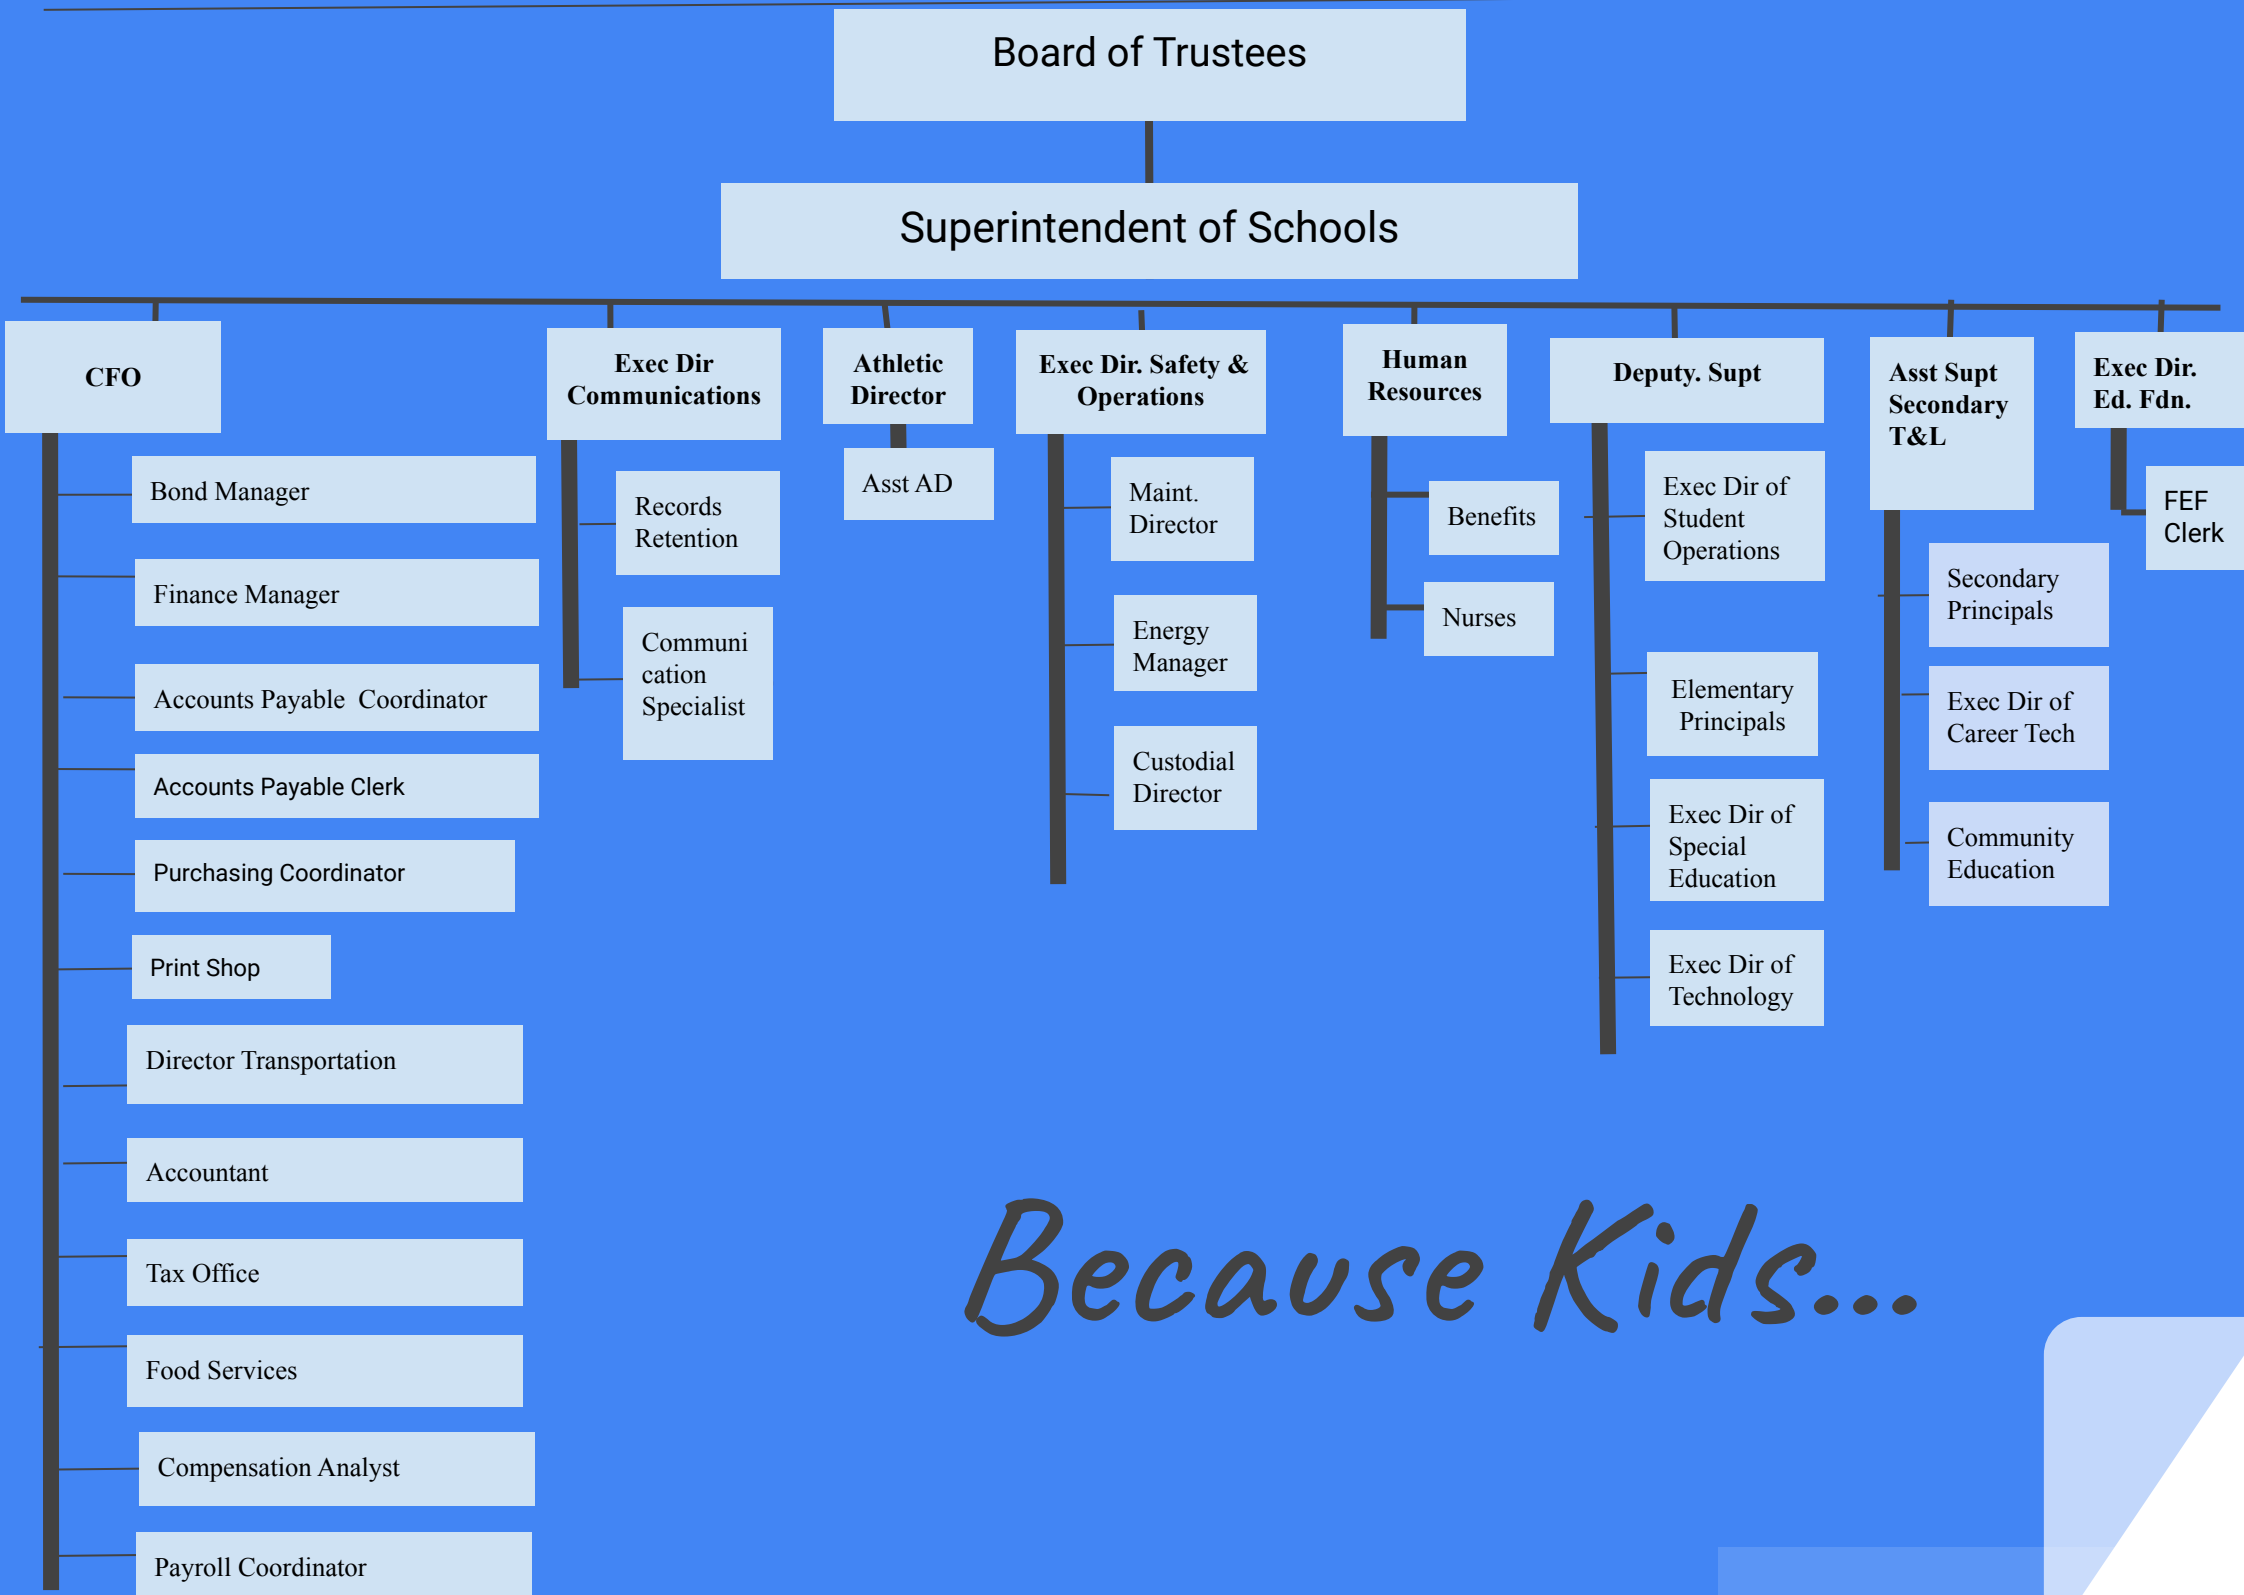 Board of Trustees
Superintendent of Schools
CFO
Bond Manager
Finance Manager
Accounts Payable  Coordinator
Accounts Payable Clerk
Purchasing Coordinator
Print Shop
Director Transportation
Accountant
Tax Office
Food Services
Compensation Analyst
Payroll Coordinator
Exec Dir
Communications
Records
Retention
Communi
cation
Specialist
Athletic
Director
Asst AD
Exec Dir. Safety &
Operations
Maint.
Director
Energy
Manager
Custodial
Director
Human
Resources
Benefits
Nurses
Deputy. Supt
Exec Dir of
Student
Operations
Elementary
Principals
Exec Dir of
Special
Education
Exec Dir of
Technology
Asst Supt
Secondary
T&L
Secondary
Principals
Exec Dir of
Career Tech
Community
Education
Exec Dir.
Ed. Fdn.
FEF
Clerk
Because Kids...